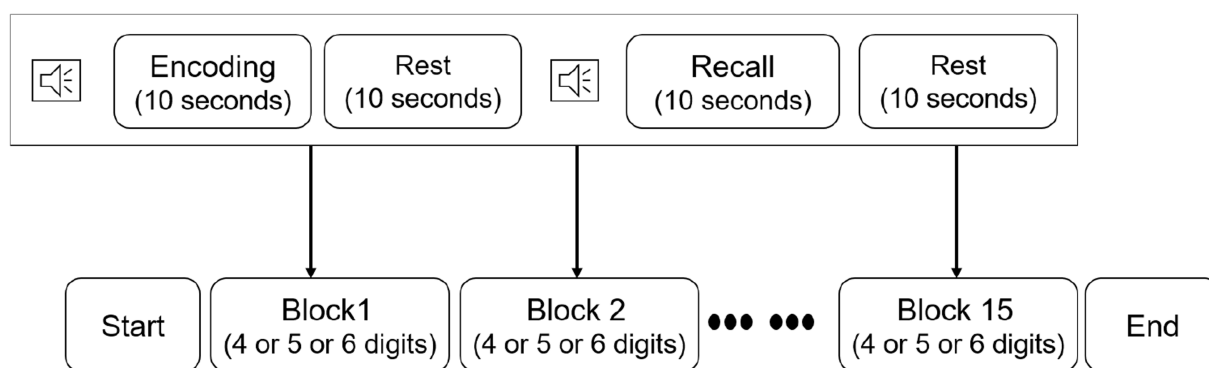 Encoding
(10 seconds)
Rest
(10 seconds)
Recall
(10 seconds)
Rest
(10 seconds)
Start
Block1
(4 or 5 or 6 digits)
Block 2
(4 or 5 or 6 digits)
Block 15
(4 or 5 or 6 digits)
End